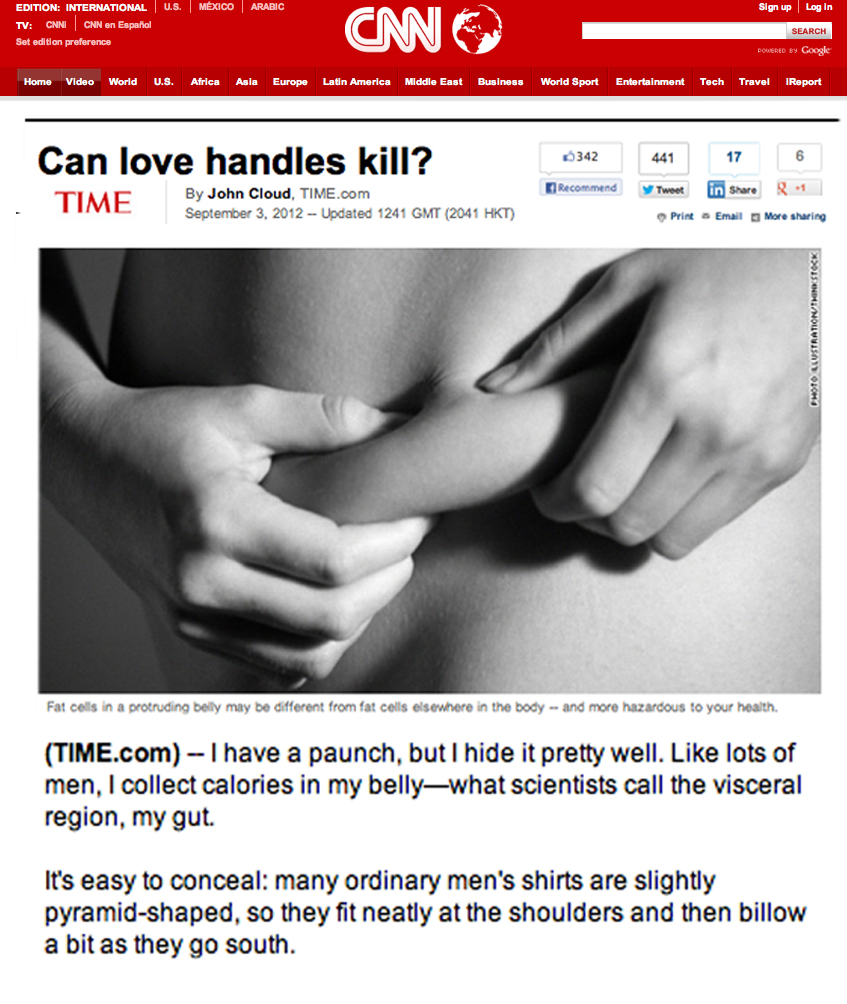 EDITION: INTERNATIONAL U.S. MÉXICO ARABIC
TV: CNNi CNN en Español
Set edition preference
CNN
Sign up Log in
SEARCH
POWERED BY Google
Home Video World U.S. Africa Asia Europe Latin America Middle East Business World Sport Entertainment Tech Travel iReport
Can love handles kill?
TIME
By John Cloud, TIME.com
September 3, 2012 -- Updated 1241 GMT (2041 HKT)
342 441 17 6
Recommend Tweet in Share +1
Print Email More sharing
PHOTO ILLUSTRATION/THINKSTOCK
Fat cells in a protruding belly may be different from fat cells elsewhere in the body -- and more hazardous to your health.
(TIME.com) -- I have a paunch, but I hide it pretty well. Like lots of
men, I collect calories in my belly—what scientists call the visceral
region, my gut.
It's easy to conceal: many ordinary men's shirts are slightly
pyramid-shaped, so they fit neatly at the shoulders and then billow
a bit as they go south.